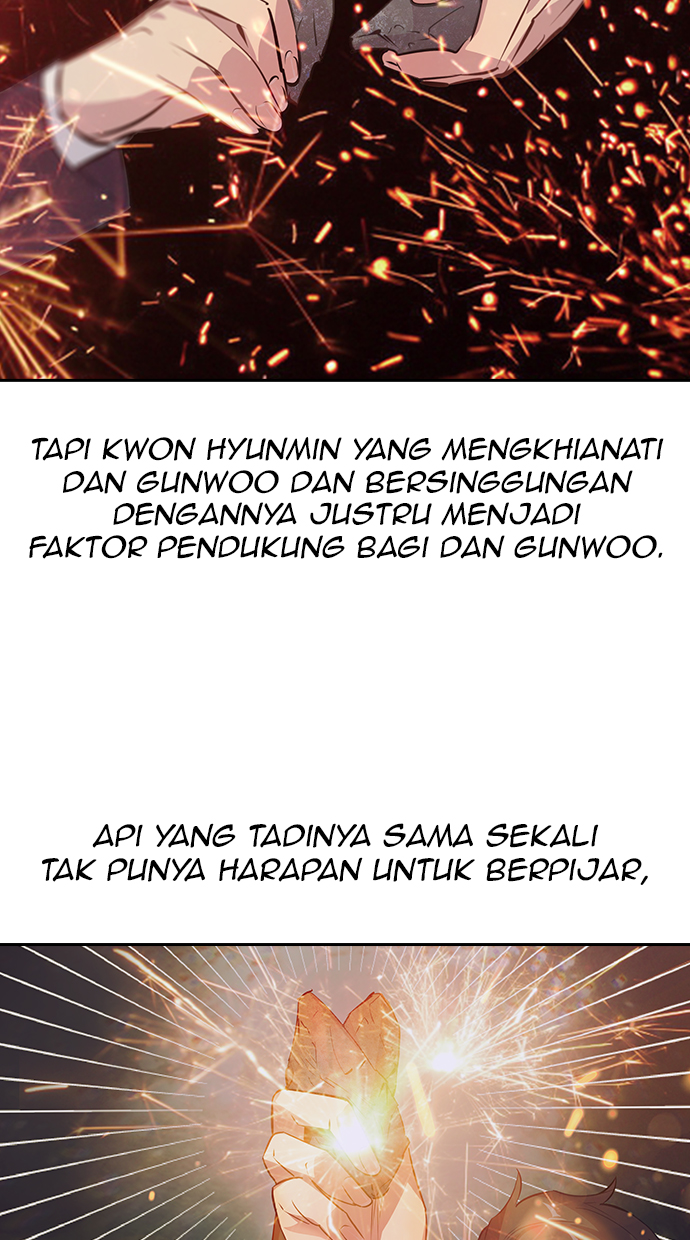 TAPI KWON HYUNMIN YANG MENGKHIANATI
DAN GUNWOO DAN BERSINGGUNGAN
DENGANNYA JUSTRU MENJADI
FAKTOR PENDUKUNG BAGI DAN GUNWOO.
API YANG TADINYA SAMA SEKALI
TAK PUNYA HARAPAN UNTUK BERPIJAR,